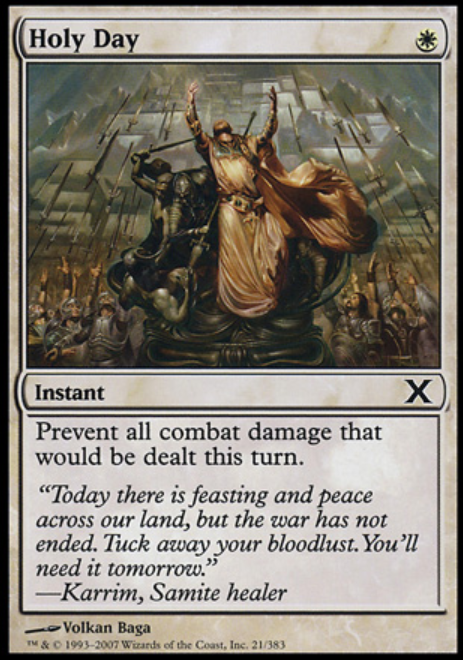 Holy Day
Instant
X
Prevent all combat damage that
would be dealt this turn.
“Today there is feasting and peace
across our land, but the war has not
ended. Tuck away your bloodlust. You’ll
need it tomorrow.”
—Karrim, Samite healer
Volkan Baga
™ & © 1993–2007 Wizards of the Coast, Inc. 21/383